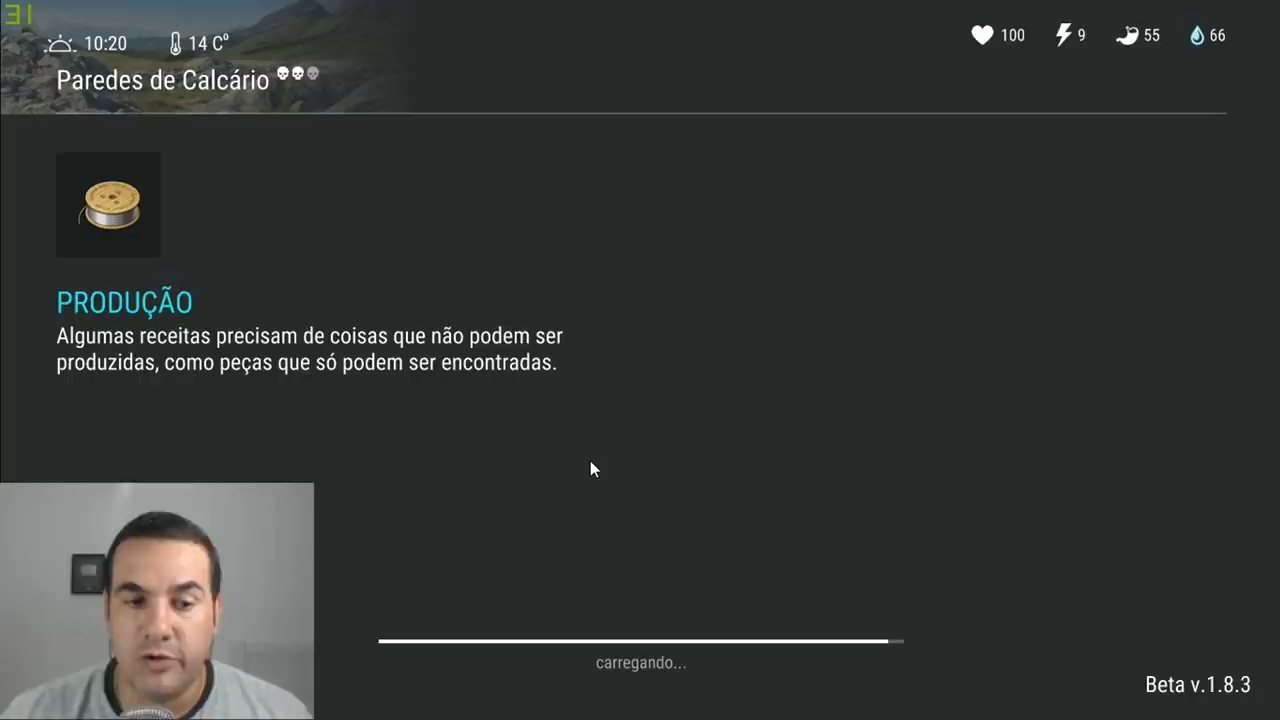 31
10:20 14 Cº 100 9 55 66
Paredes de Calcário
PRODUÇÃO
Algumas receitas precisam de coisas que não podem ser
produzidas, como peças que só podem ser encontradas.
carregando...
Beta v.1.8.3